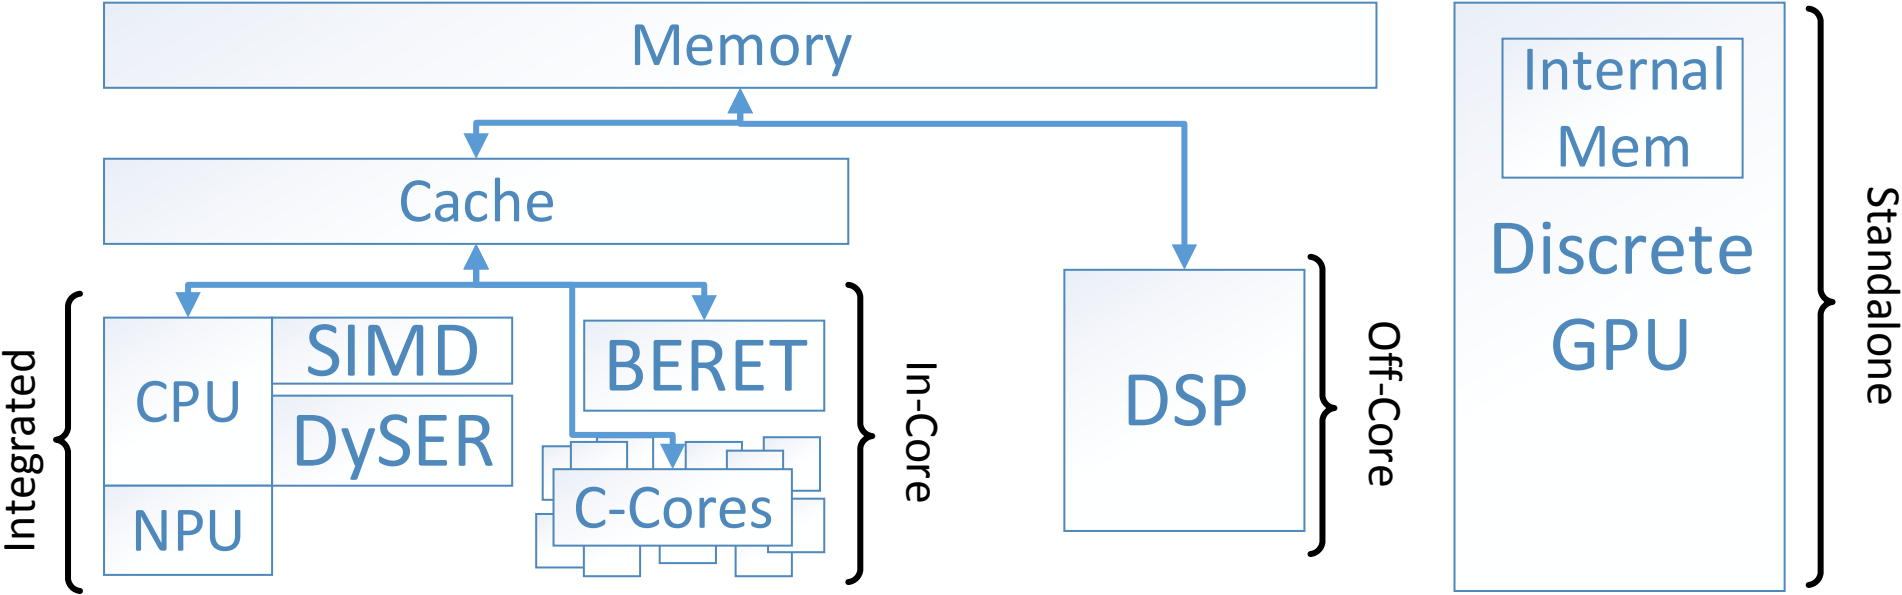 Memory
Internal
Mem
Cache
Discrete
GPU
Standalone
Integrated
CPU
SIMD
DySER
NPU
BERET
C-Cores
In-Core
DSP
Off-Core